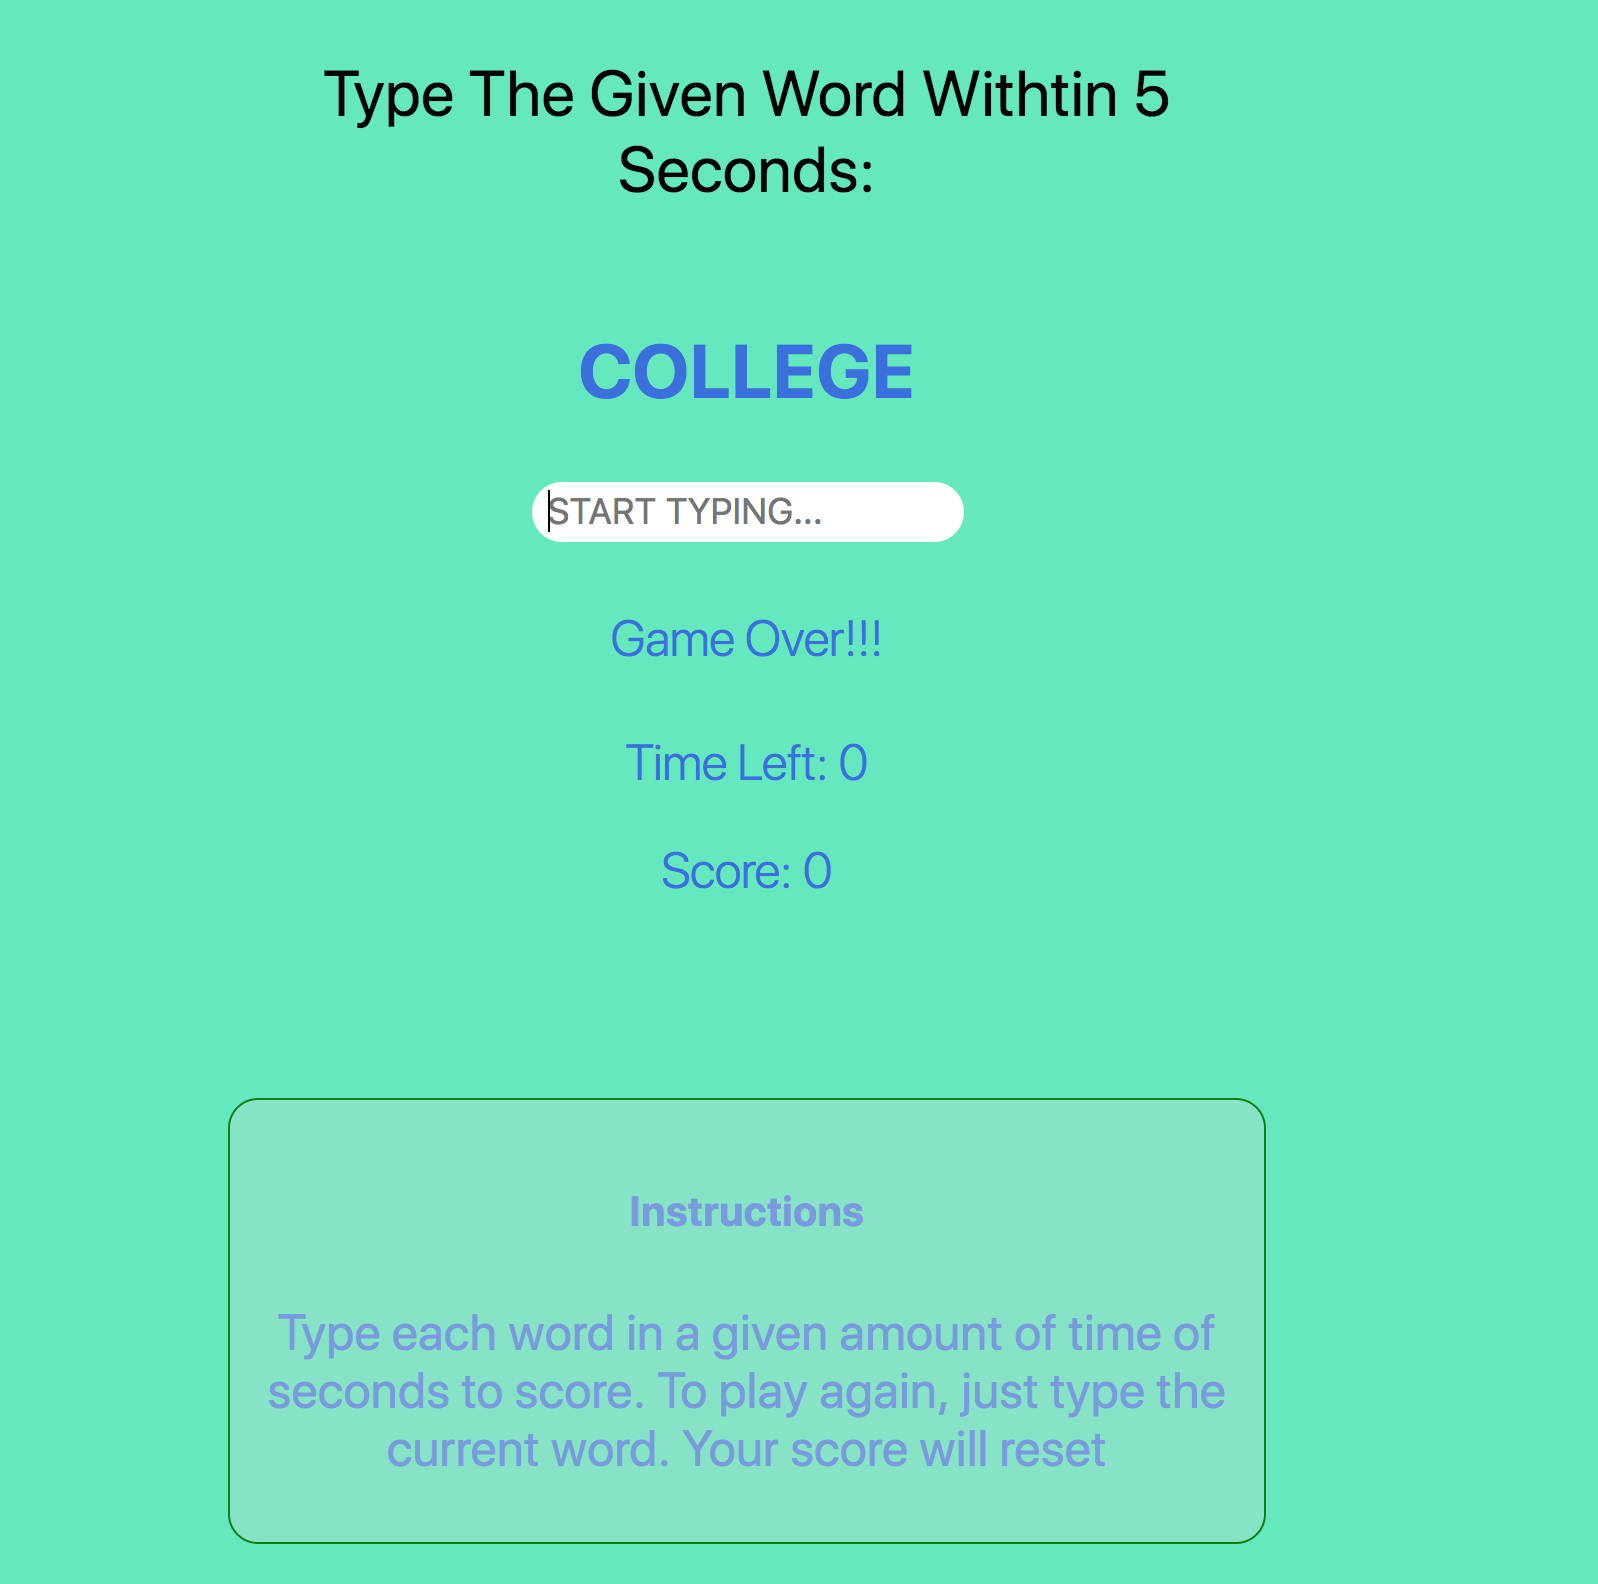 Type The Given Word Withtin 5
Seconds:
COLLEGE
START TYPING...
Game Over!!!
Time Left: 0
Score: 0
Instructions
Type each word in a given amount of time of
seconds to score. To play again, just type the
current word. Your score will reset